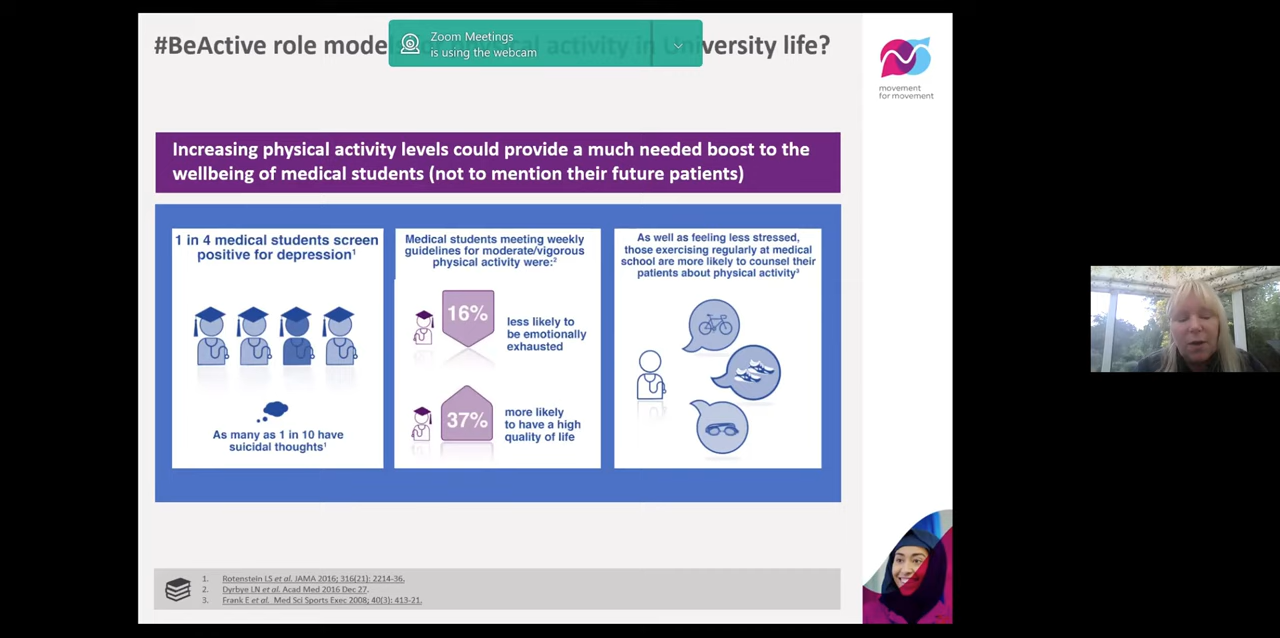 #BeActive role models for physical activity in University life?
Zoom Meetings
is using the webcam
movement
for movement
Increasing physical activity levels could provide a much needed boost to the
wellbeing of medical students (not to mention their future patients)
1 in 4 medical students screen
positive for depression¹
As many as 1 in 10 have
suicidal thoughts¹
Medical students meeting weekly
guidelines for moderate/vigorous
physical activity were:²
16%
less likely to
be emotionally
exhausted
37%
more likely
to have a high
quality of life
As well as feeling less stressed,
those exercising regularly at medical
school are more likely to counsel their
patients about physical activity³
1. Rotenstein LS et al. JAMA 2016; 316(21): 2214-36.
2. Dyrbye LN et al. Acad Med 2016 Dec 27.
3. Frank E et al. Med Sci Sports Exec 2008; 40(3): 413-21.